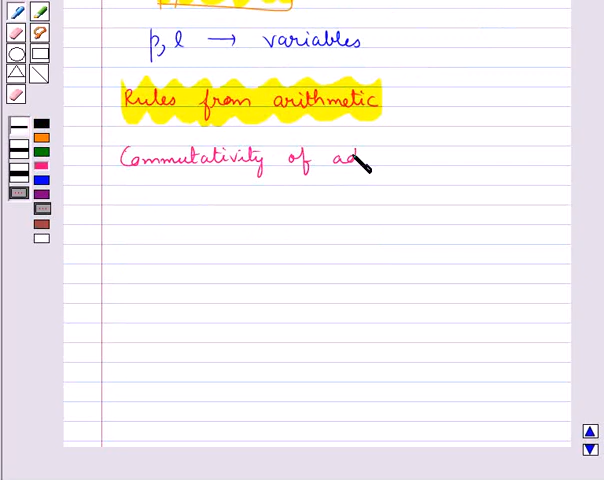 p, l → variables
Rules from arithmetic
Commutativity of ad